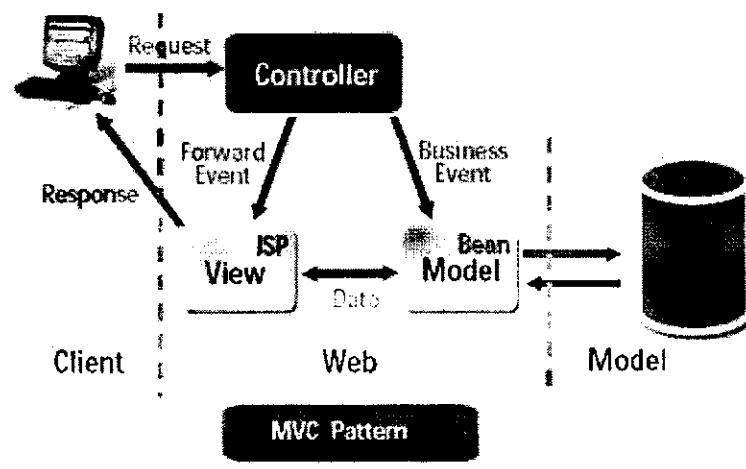 Request
Controller
Forward
Event
Business
Event
Response
JSP
View
Bean
Model
Data
Client
Web
Model
MVC Pattern